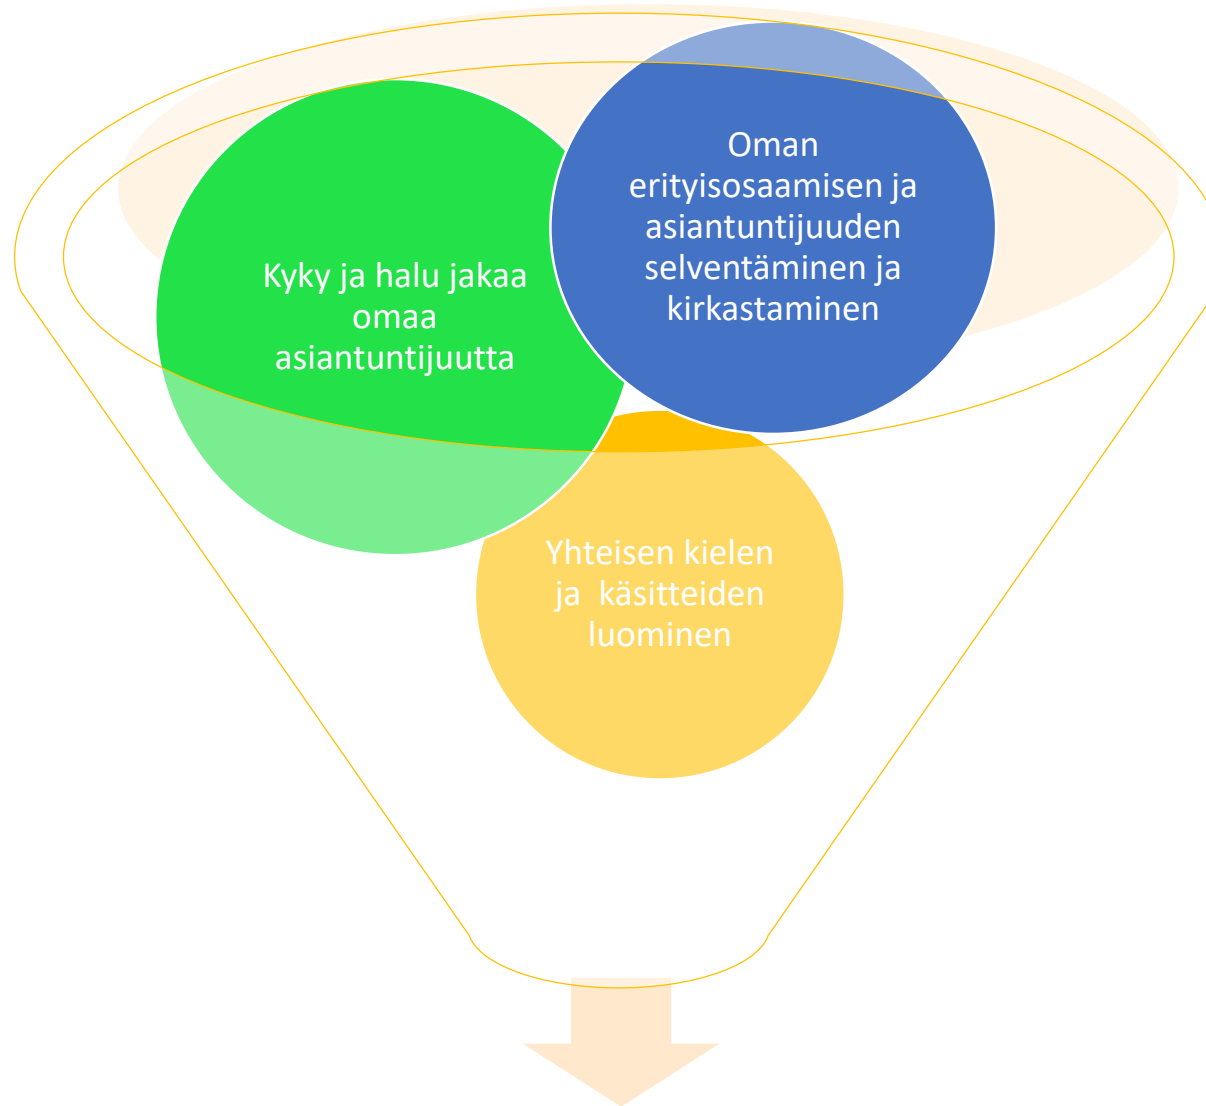 Oman
erityisosaamisen ja
asiantuntijuuden
selventäminen ja
kirkastaminen
Kyky ja halu jakaa
omaa
asiantuntijuutta
Yhteisen kielen
ja  käsitteiden
luominen